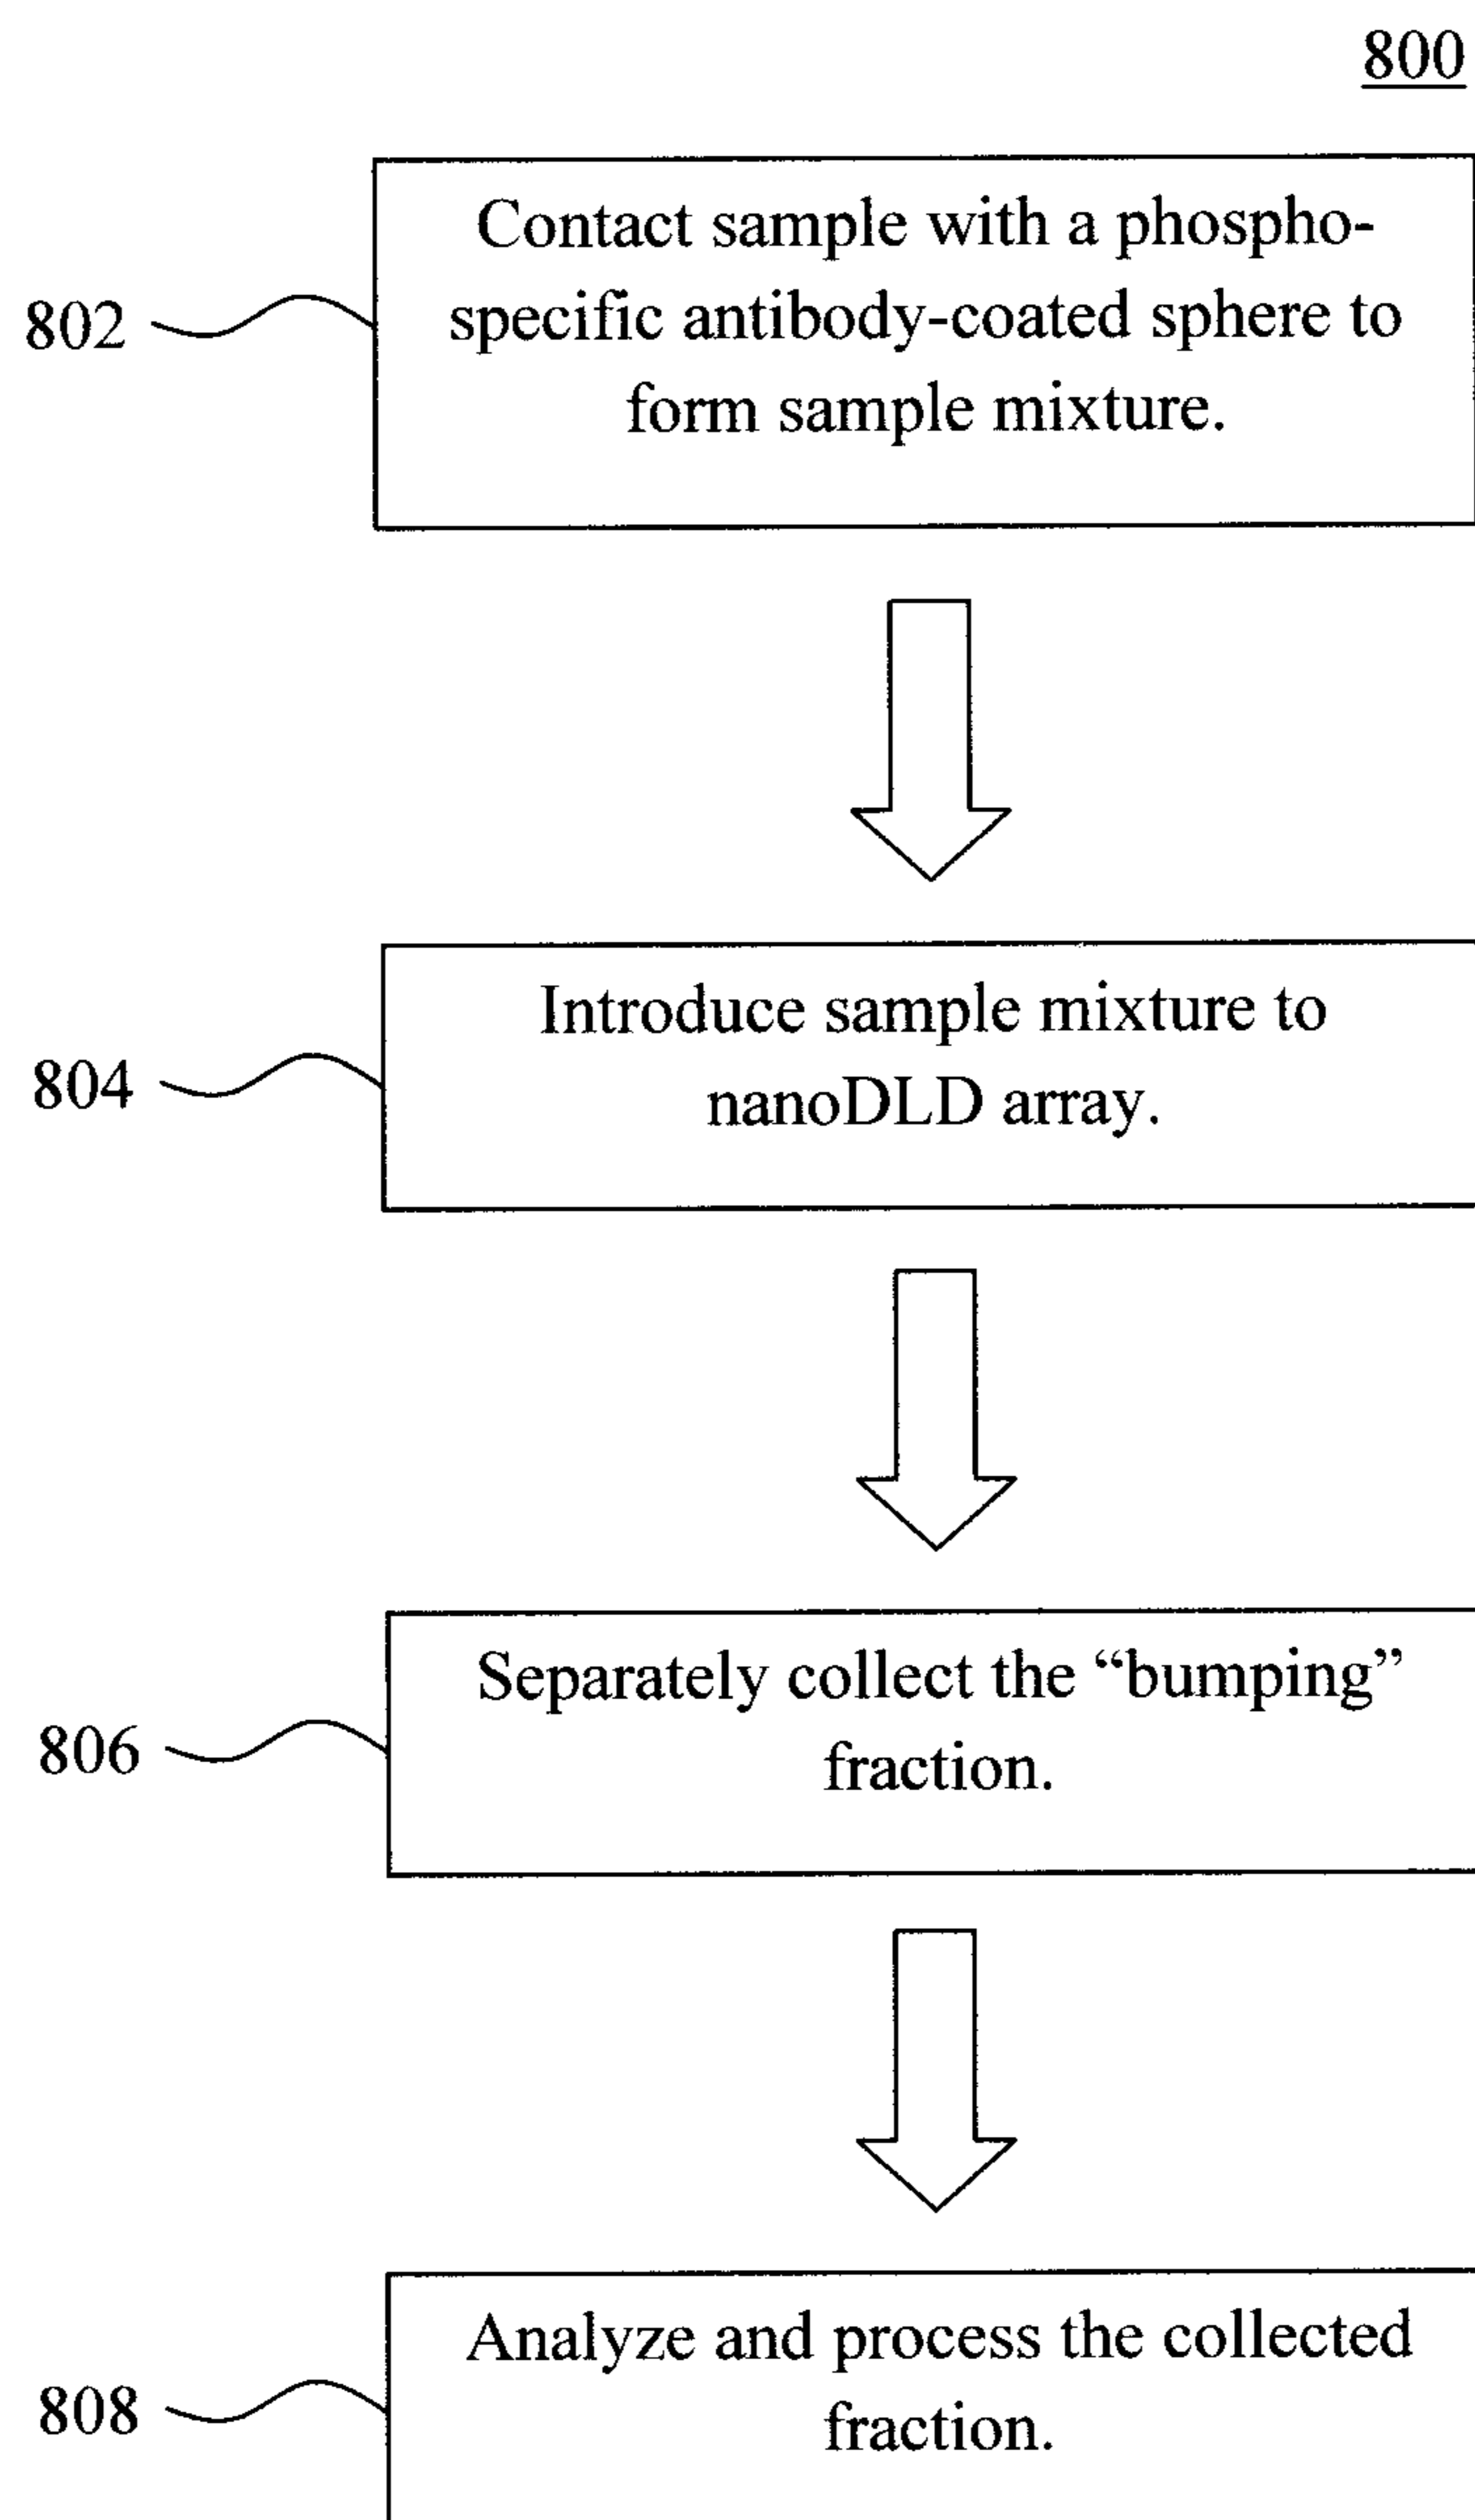 800
Contact sample with a phospho-
802
specific antibody-coated sphere to
form sample mixture.
Introduce sample mixture to
804
nanoDLD array.
Separately collect the “bumping”
806
fraction.
Analyze and process the collected
808
fraction.